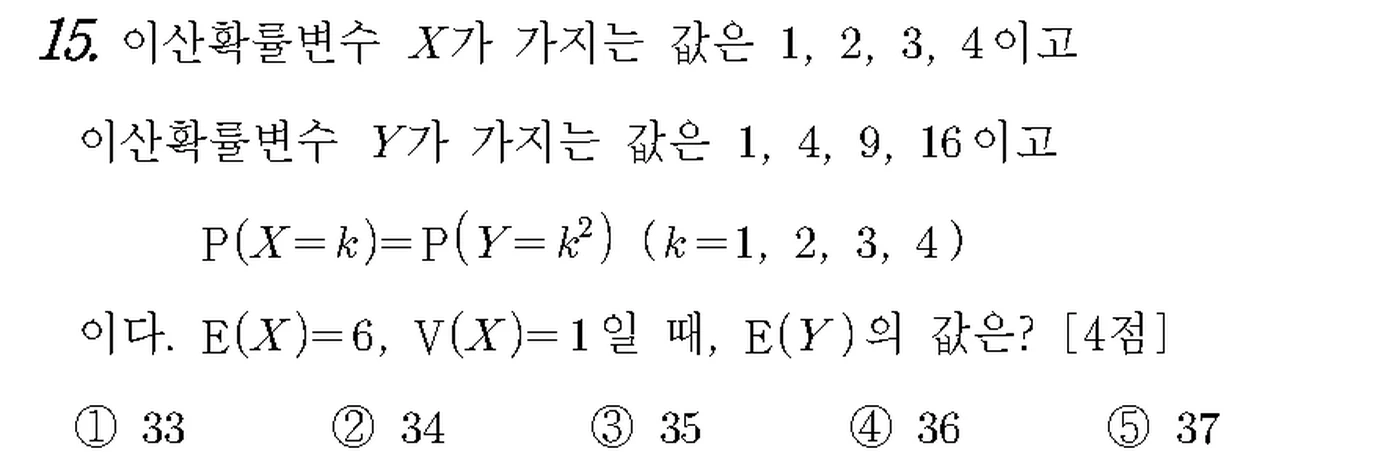 15. 이산확률변수 X가 가지는 값은 1, 2, 3, 4이고
이산확률변수 Y가 가지는 값은 1, 4, 9, 16이고
P(X=k)=P(Y=k²) (k=1, 2, 3, 4)
이다. E(X)=6, V(X)=1일 때, E(Y)의 값은? [4점]
① 33 ② 34 ③ 35 ④ 36 ⑤ 37